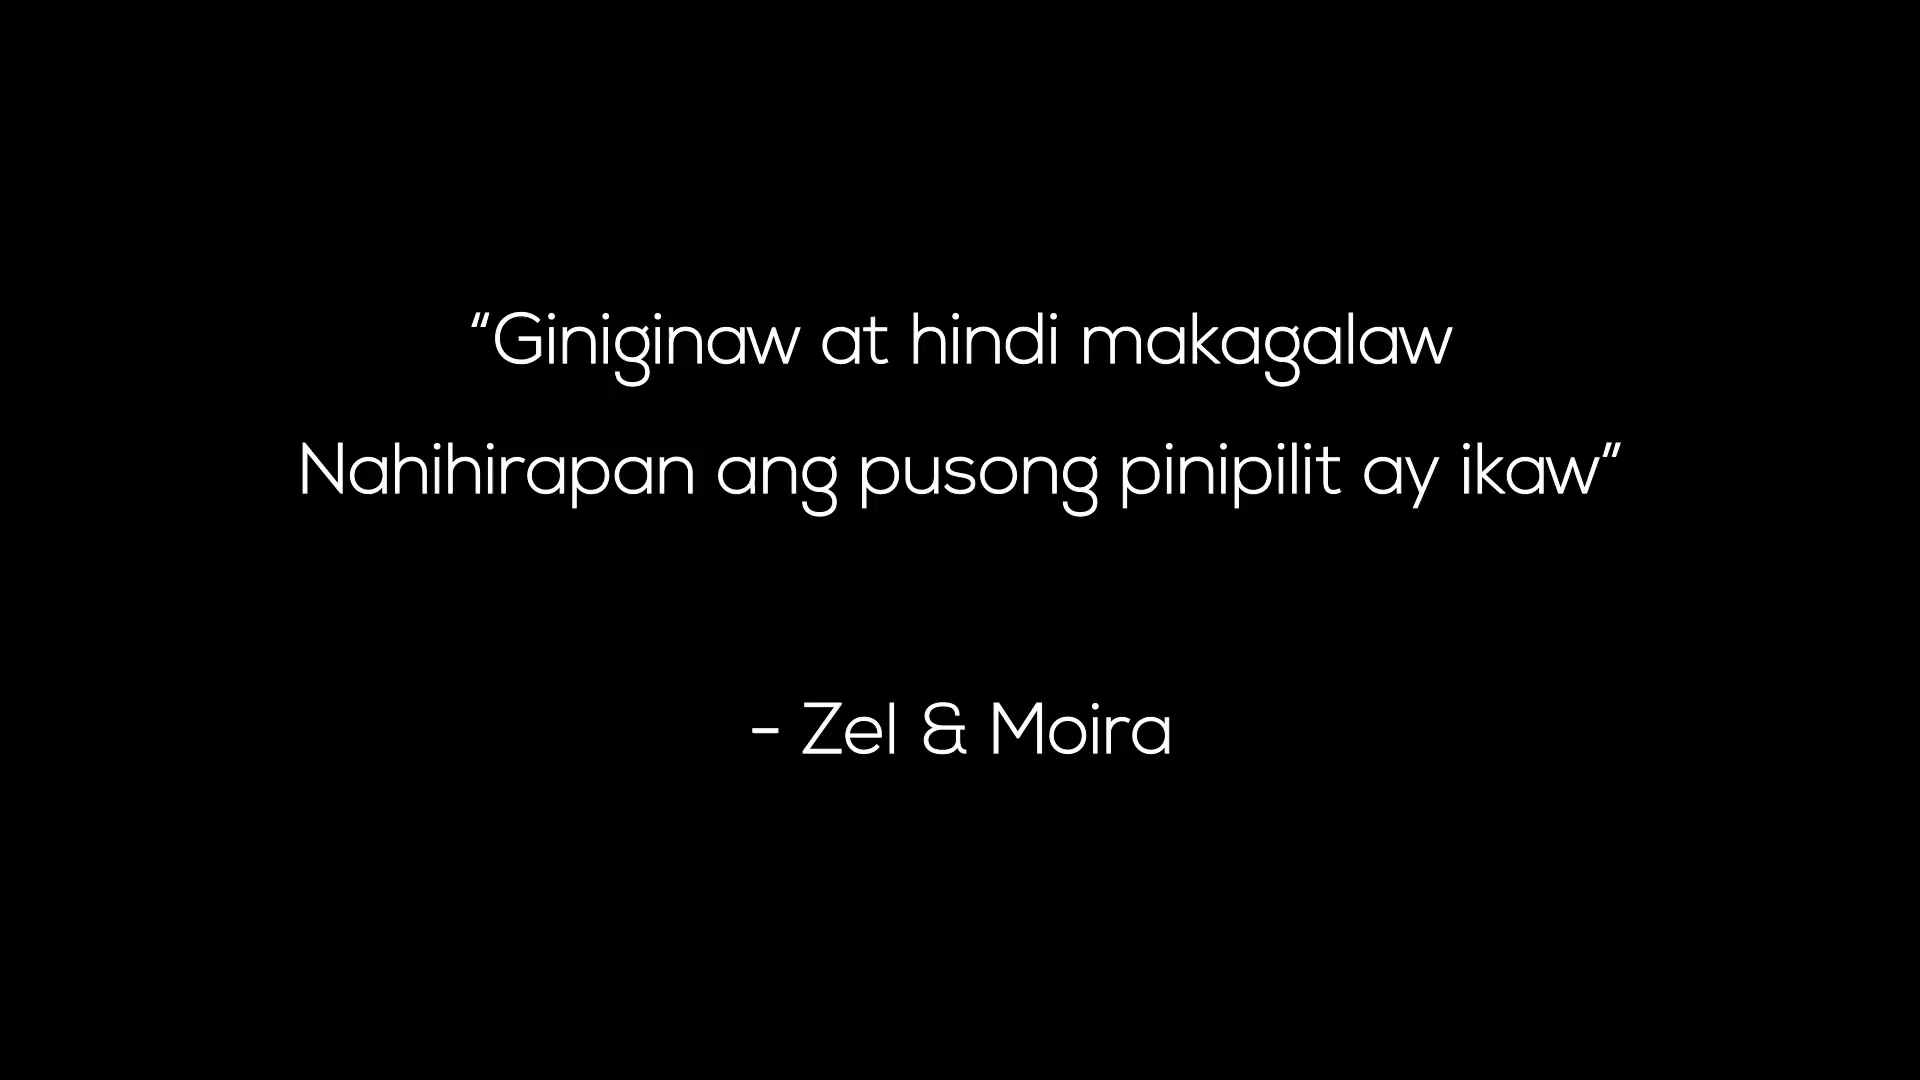 “Giniginaw at hindi makagalaw
Nahihirapan ang pusong pinipilit ay ikaw”
- Zel & Moira